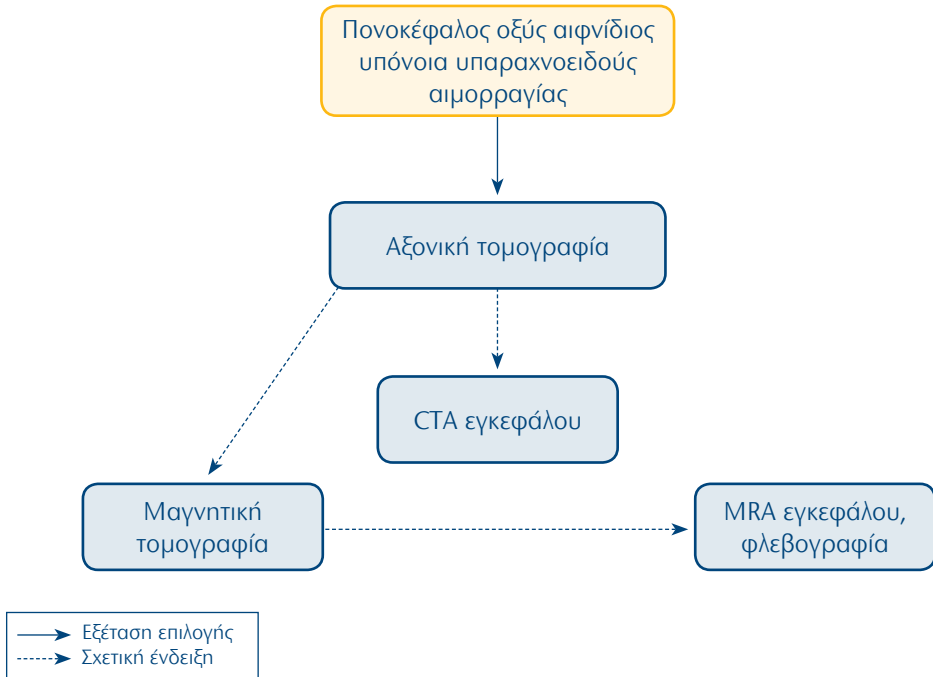 Πονοκέφαλος οξύς αιφνίδιος
υπόνοια υπαραχνοειδούς
αιμορραγίας
Αξονική τομογραφία
CTA εγκεφάλου
Μαγνητική
τομογραφία
MRA εγκεφάλου,
φλεβογραφία
Εξέταση επιλογής
Σχετική ένδειξη